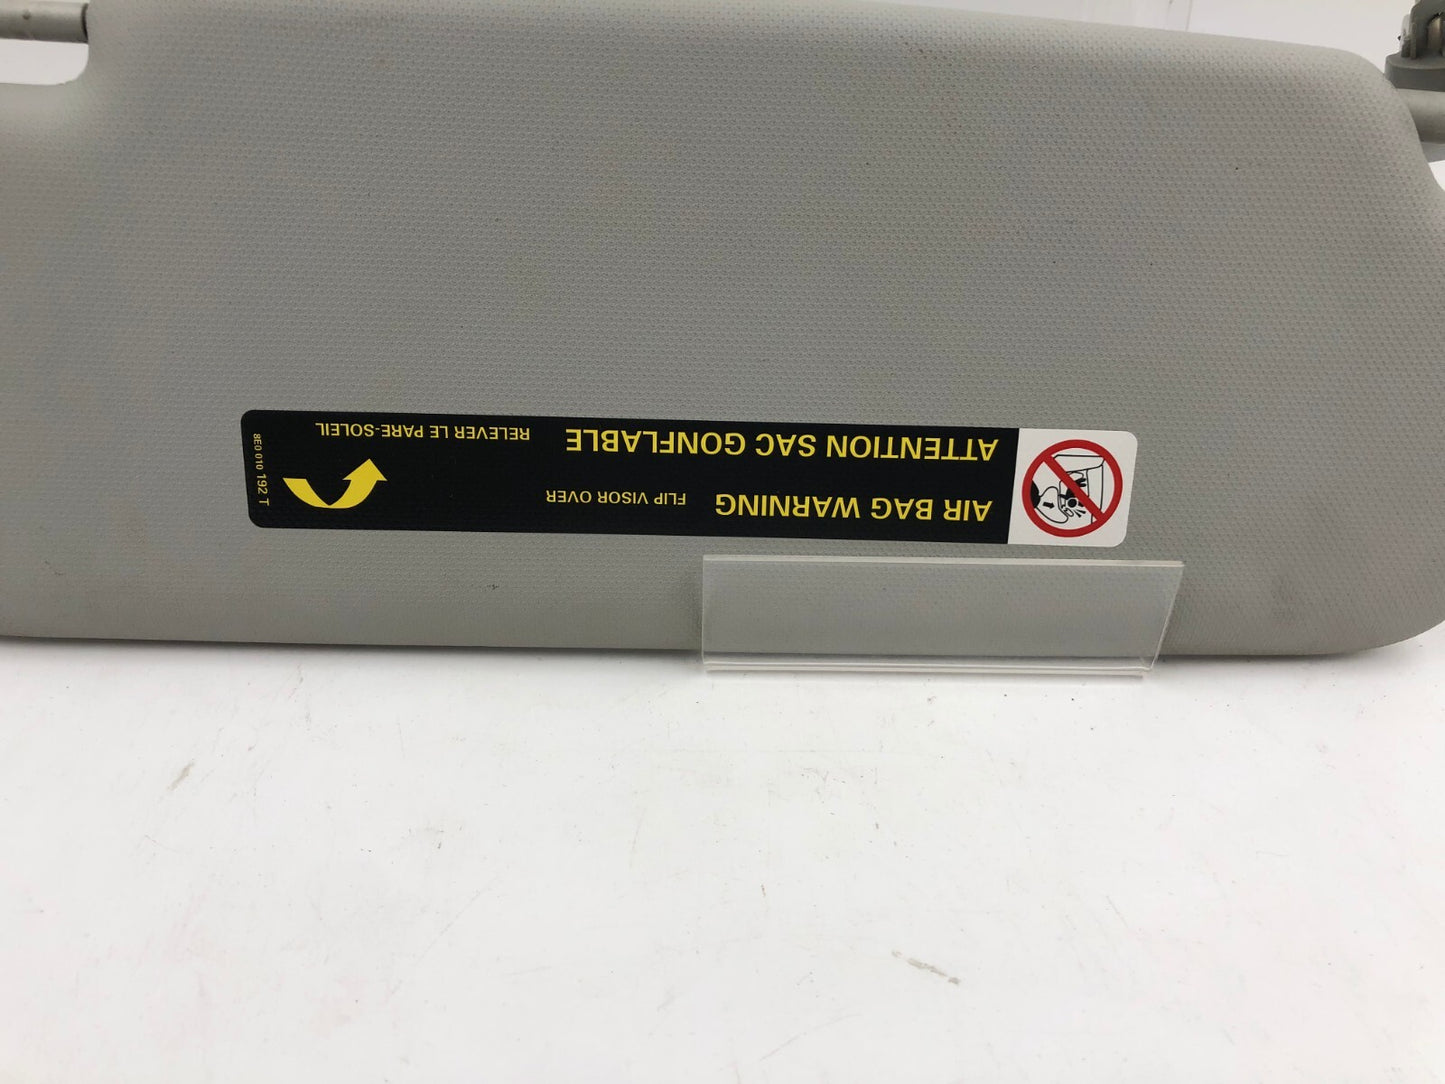 AIR BAG WARNING FLIP VISOR OVER
ATTENTION SAC GONFLABLE RELEVER LE PARE-SOLEIL
8E0 010 192 T